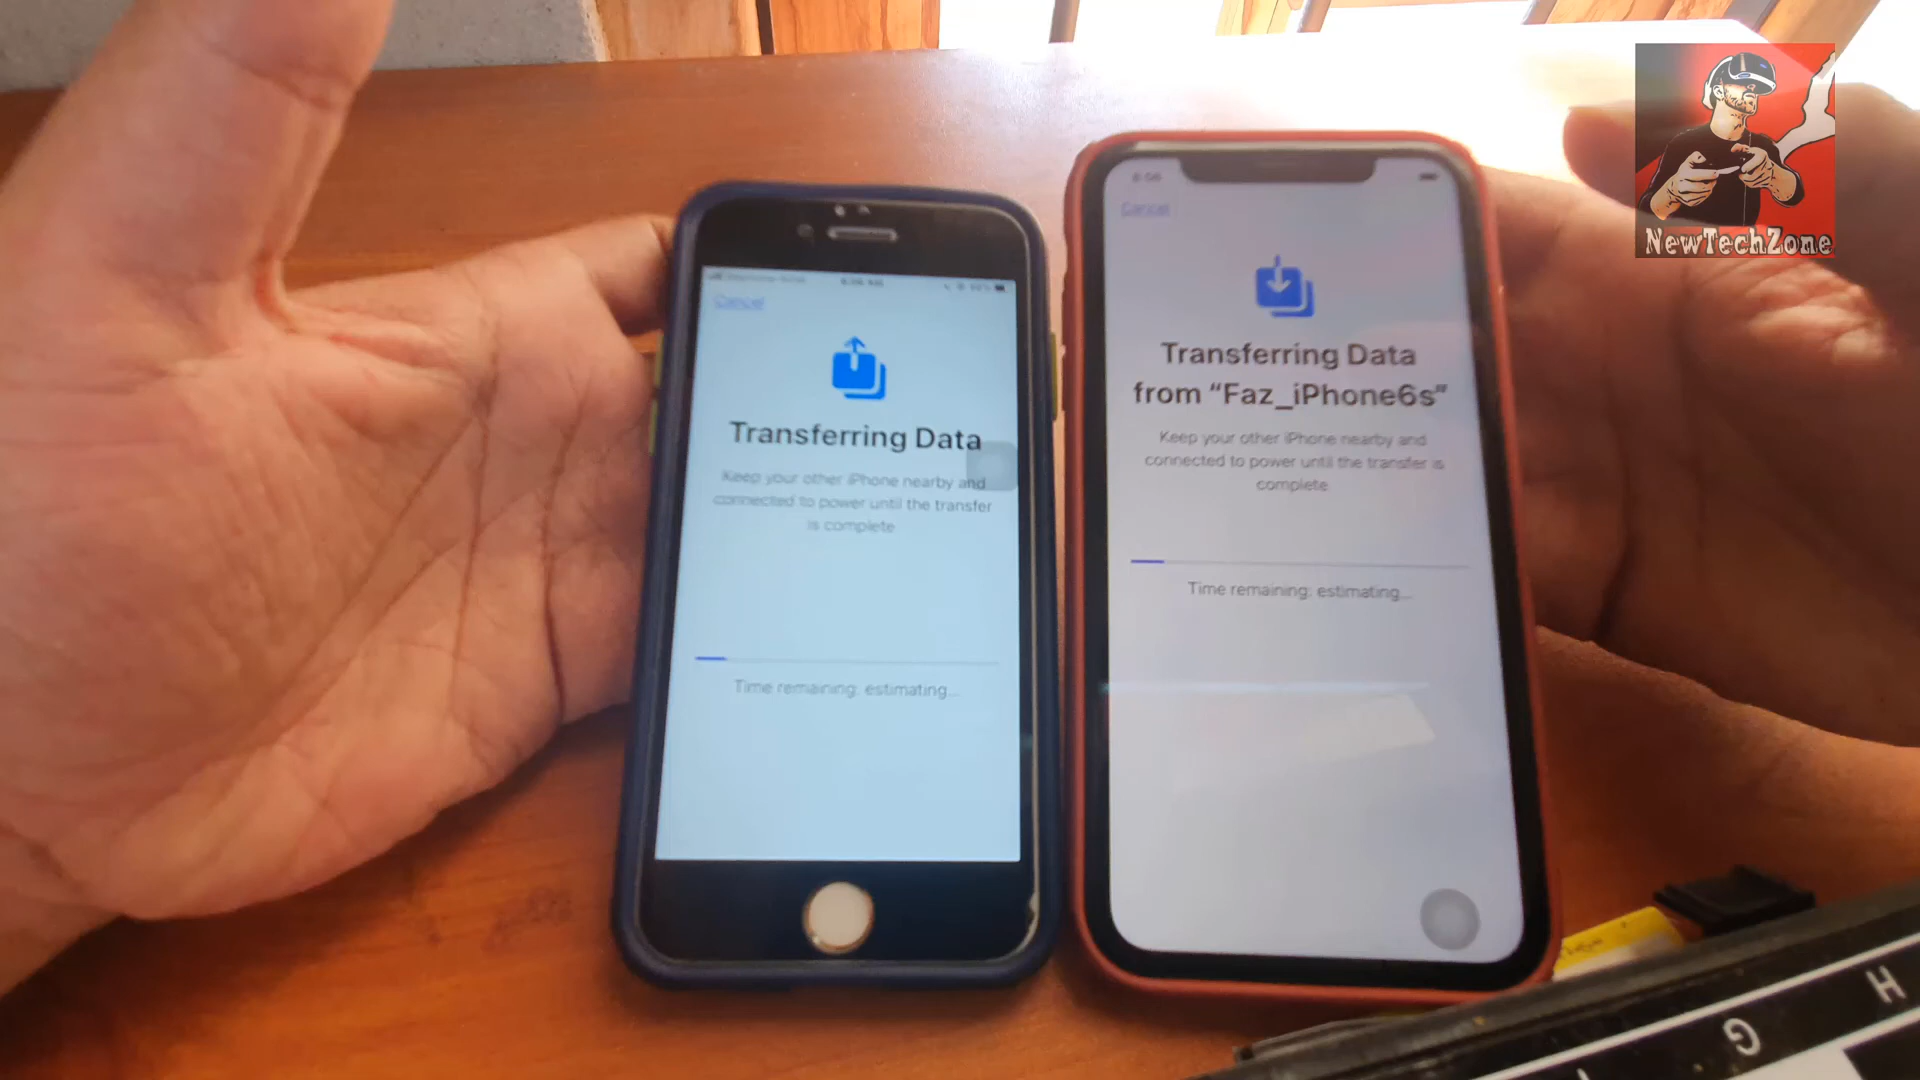 Cancel
Transferring Data
Keep your other iPhone nearby and
connected to power until the transfer
is complete
Time remaining: estimating...
6:06
Cancel
Transferring Data
from “Faz_iPhone6s”
Keep your other iPhone nearby and
connected to power until the transfer is
complete
Time remaining: estimating...
NewTechZone
H
G